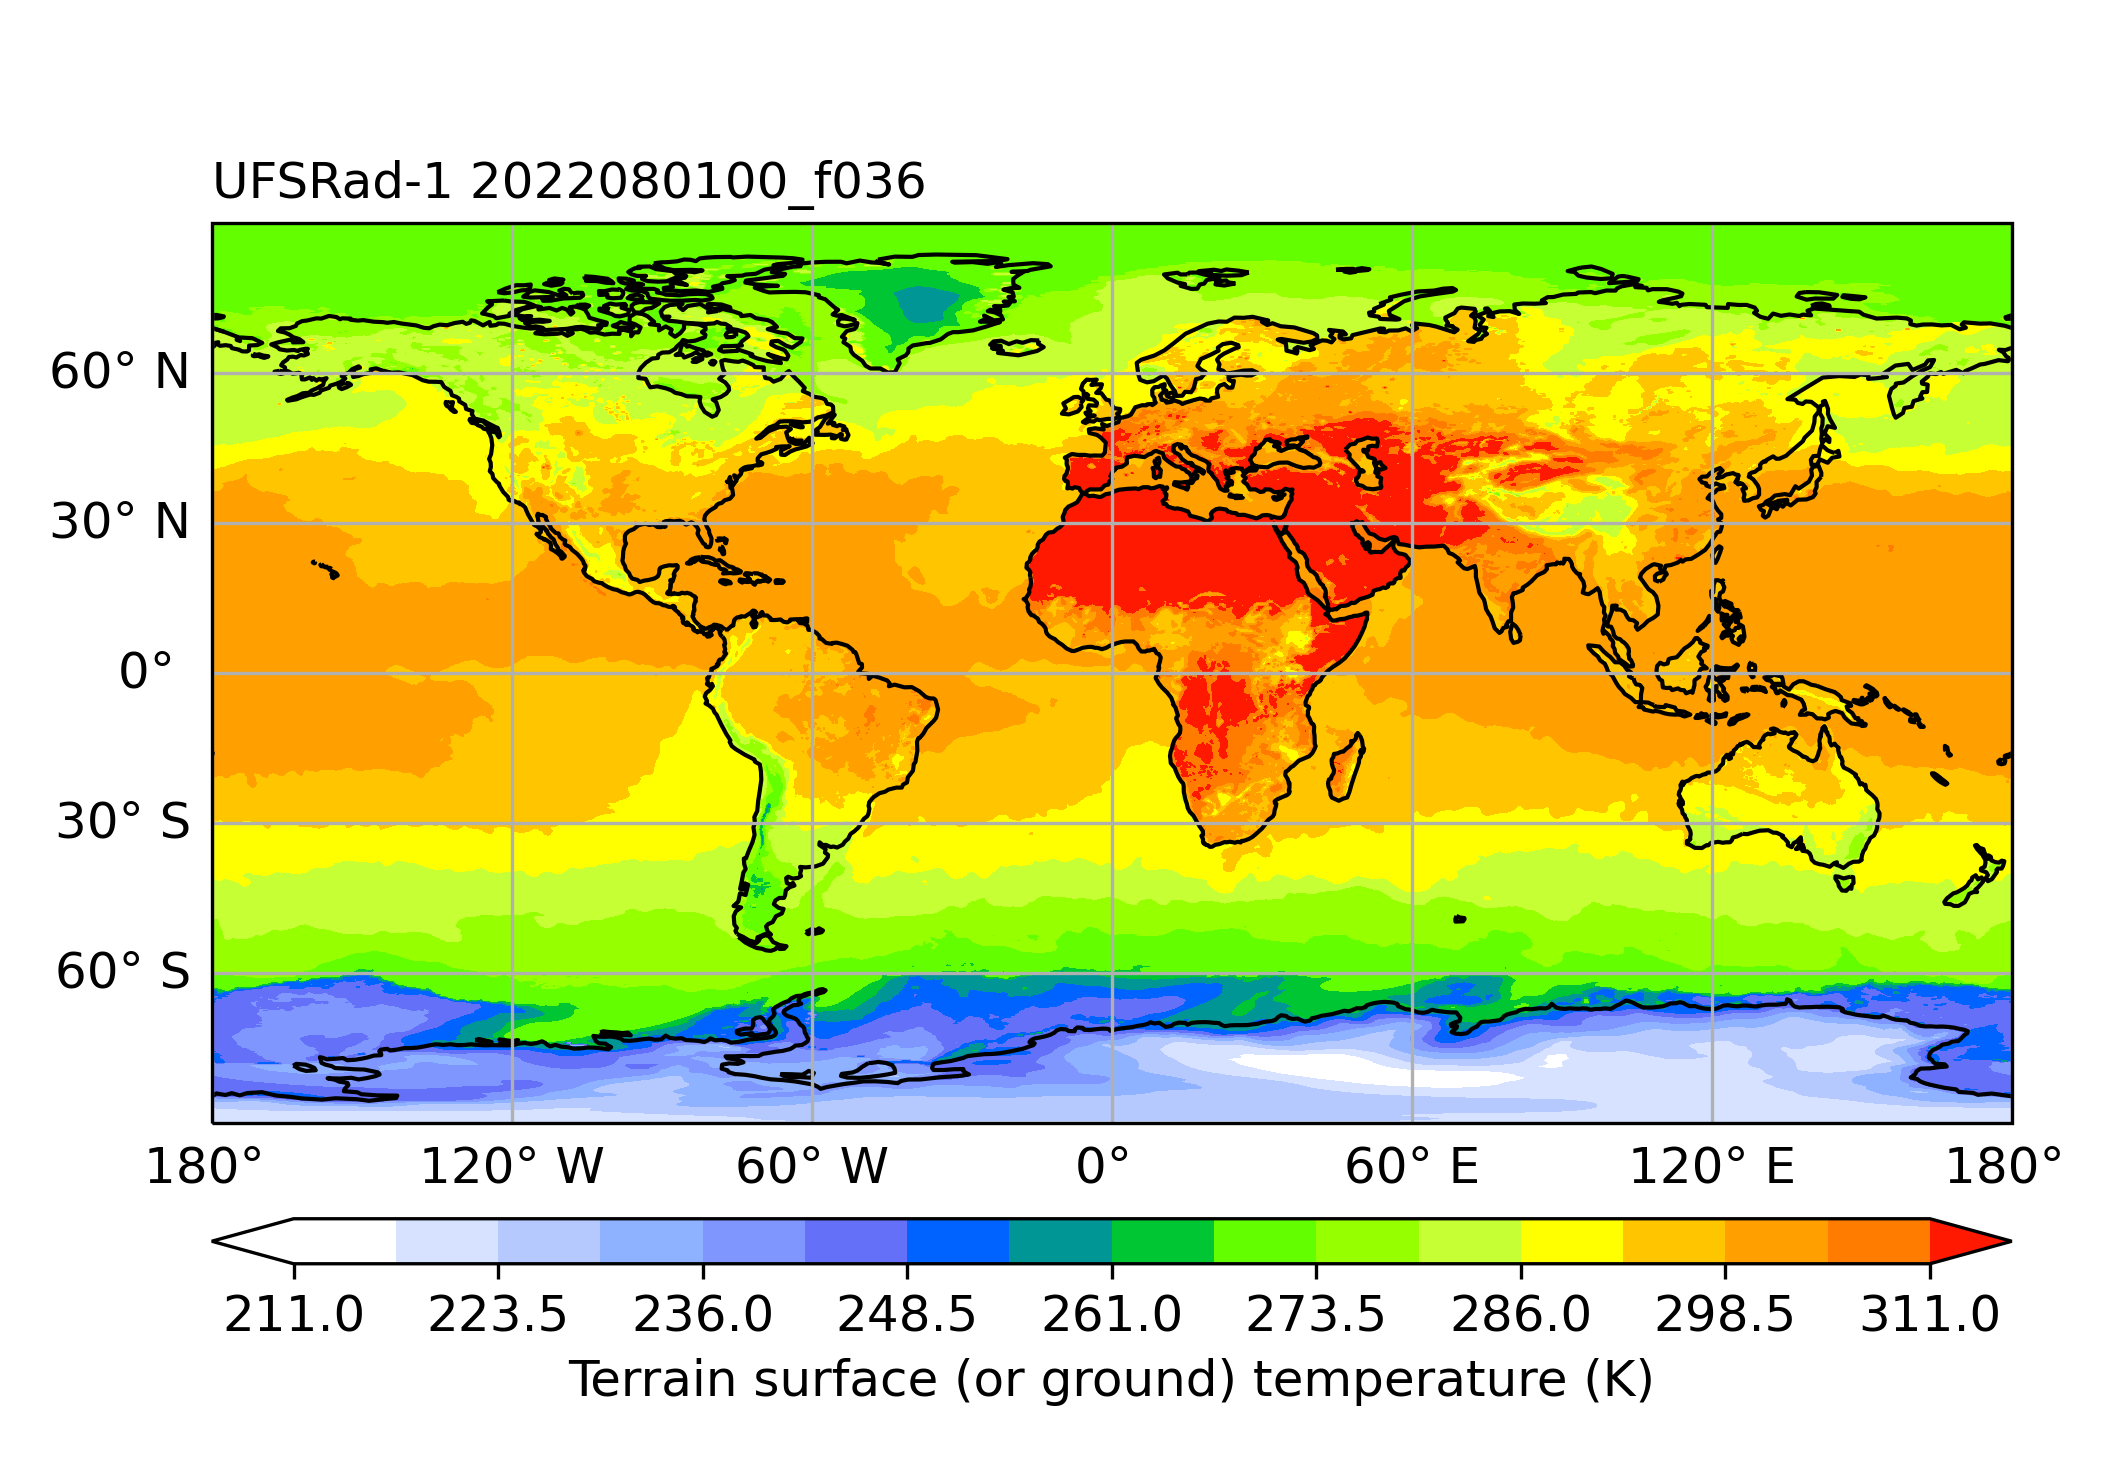 UFSRad-1 2022080100_f036
60° N
30° N
0°
30° S
60° S
180° 120° W 60° W 0° 60° E 120° E 180°
211.0 223.5 236.0 248.5 261.0 273.5 286.0 298.5 311.0
Terrain surface (or ground) temperature (K)